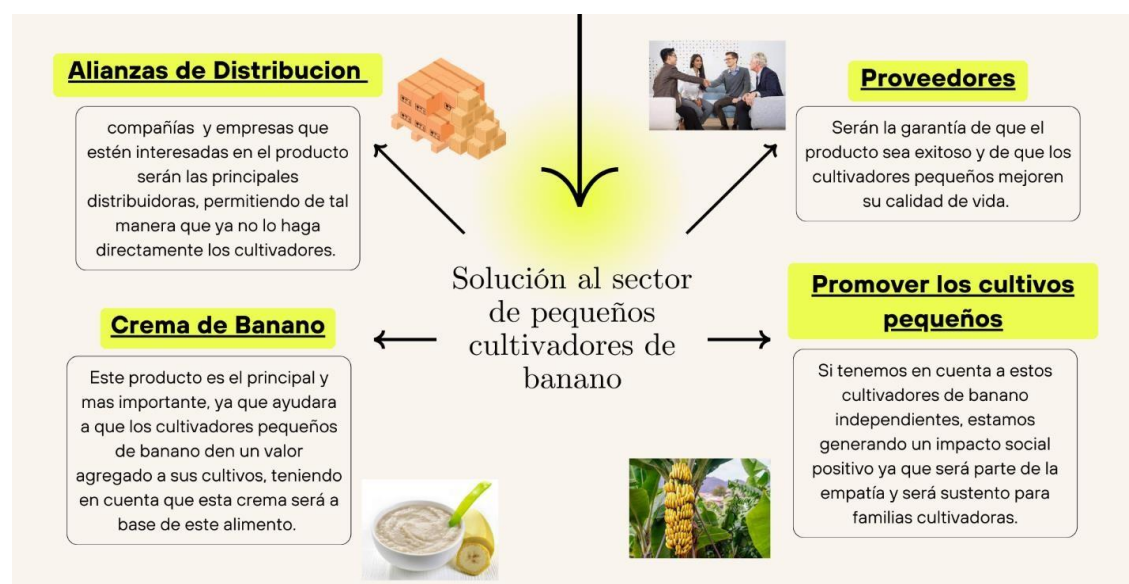 Alianzas de Distribucion
compañías y empresas que
estén interesadas en el producto
serán las principales
distribuidoras, permitiendo de tal
manera que ya no lo haga
directamente los cultivadores.
Proveedores
Serán la garantía de que el
producto sea exitoso y de que los
cultivadores pequeños mejoren
su calidad de vida.
Solución al sector
de pequeños
cultivadores de
banano
Crema de Banano
Este producto es el principal y
mas importante, ya que ayudara
a que los cultivadores pequeños
de banano den un valor
agregado a sus cultivos, teniendo
en cuenta que esta crema será a
base de este alimento.
Promover los cultivos
pequeños
Si tenemos en cuenta a estos
cultivadores de banano
independientes, estamos
generando un impacto social
positivo ya que será parte de la
empatía y será sustento para
familias cultivadoras.